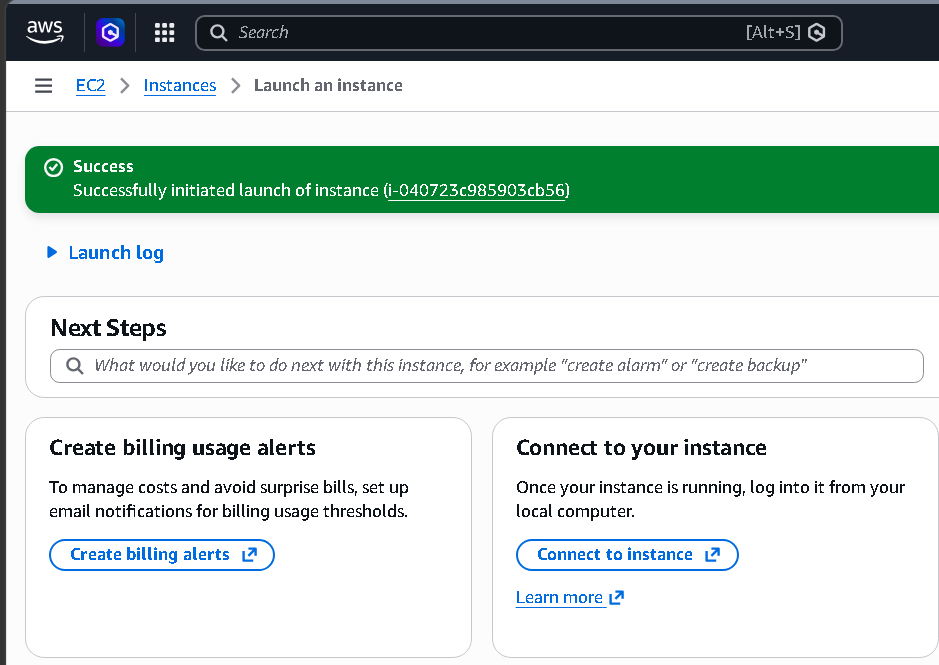 aws
Search [Alt+S]
EC2 Instances Launch an instance
Success
Successfully initiated launch of instance (i-040723c985903cb56)
Launch log
Next Steps
What would you like to do next with this instance, for example "create alarm" or "create backup"
Create billing usage alerts
To manage costs and avoid surprise bills, set up
email notifications for billing usage thresholds.
Create billing alerts
Connect to your instance
Once your instance is running, log into it from your
local computer.
Connect to instance
Learn more